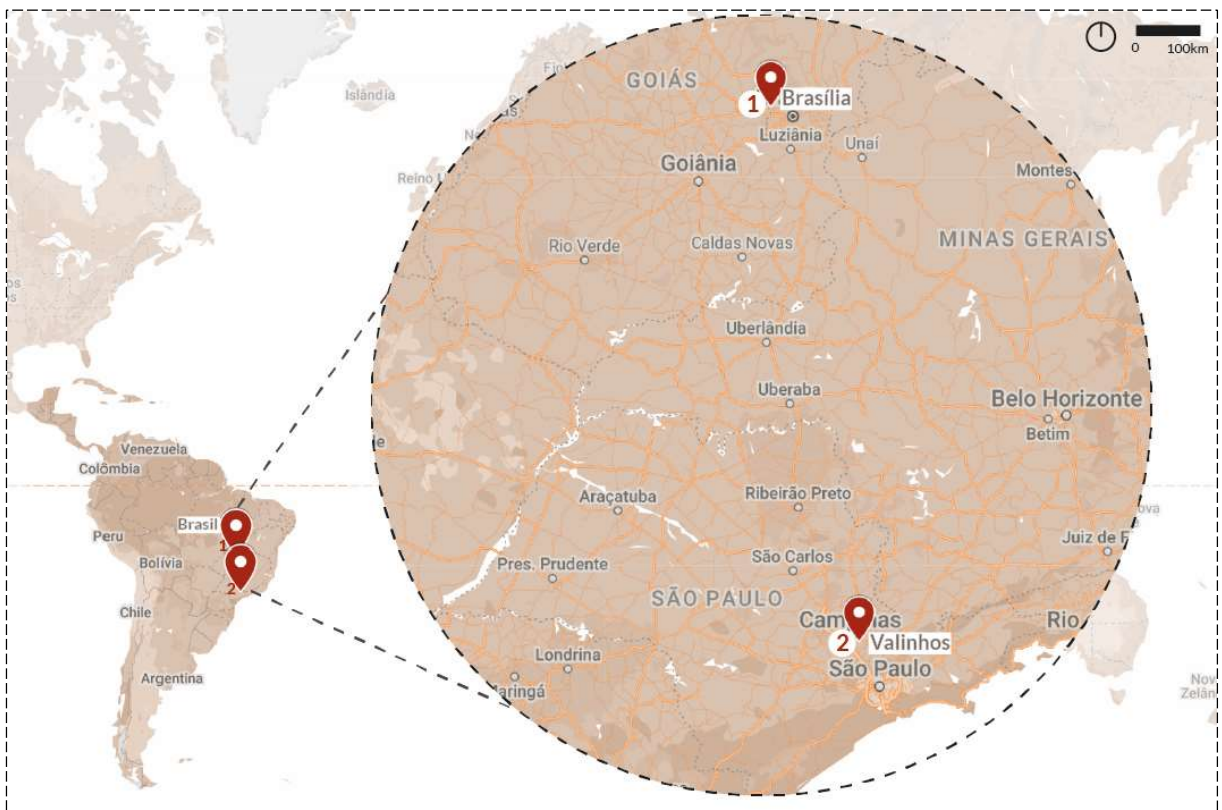 0 100km
Islândia
GOIÁS
1 Brasília
Luziânia
Unaí
Goiânia
Montes
Reino U
Rio Verde
Caldas Novas
MINAS GERAIS
Uberlândia
Uberaba
Belo Horizonte
Betim
Venezuela
Colômbia
Araçatuba
Ribeirão Preto
Brasil
1
Peru
Juiz de F
Bolívia
São Carlos
Pres. Prudente
2
SÃO PAULO
Chile
Rio
2 Valinhos
Londrina
São Paulo
Argentina
aringá
Nov
Zelân